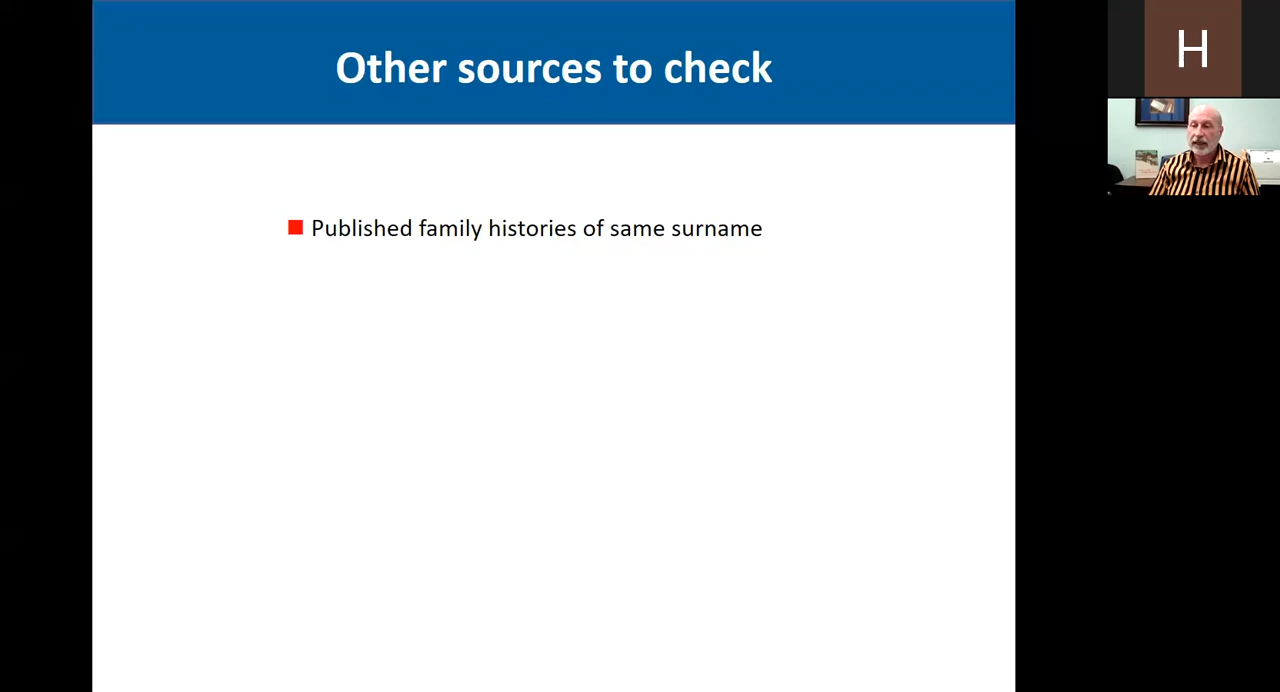 Other sources to check
H
Published family histories of same surname